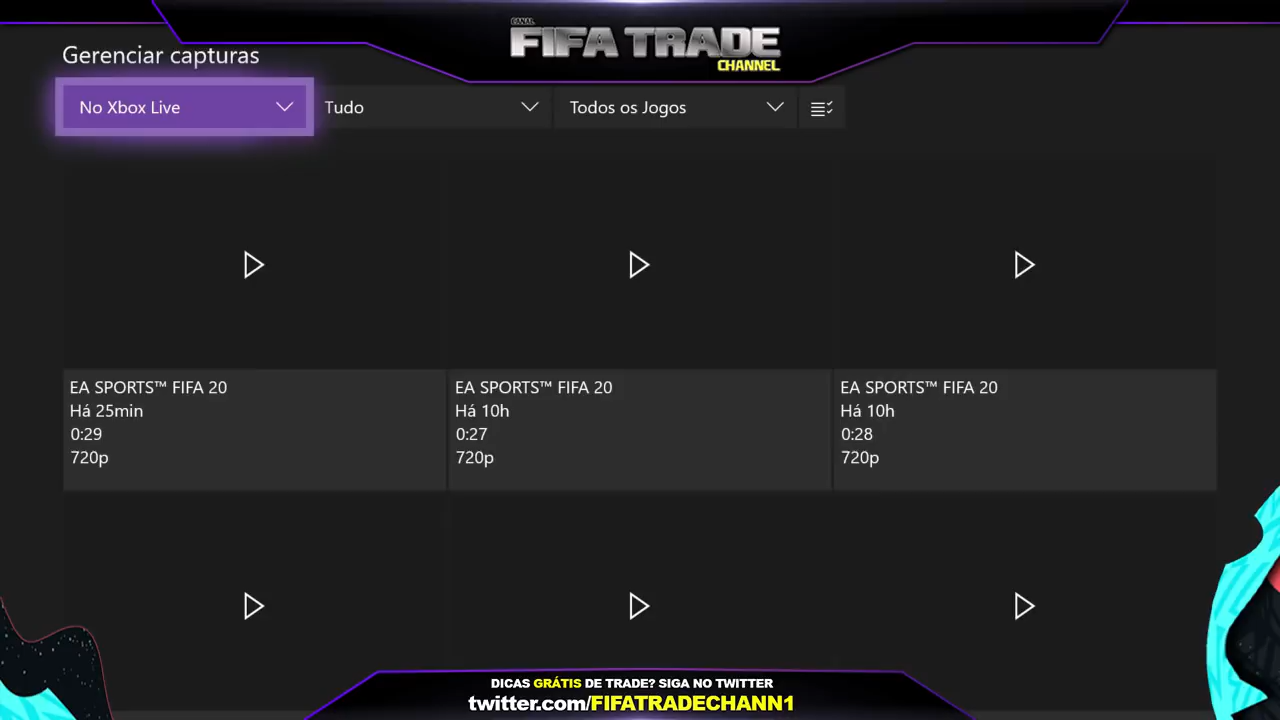 CANAL
FIFA TRADE
CHANNEL
Gerenciar capturas
No Xbox Live
Tudo
Todos os Jogos
EA SPORTS™ FIFA 20
Há 25min
0:29
720p
EA SPORTS™ FIFA 20
Há 10h
0:27
720p
EA SPORTS™ FIFA 20
Há 10h
0:28
720p
DICAS GRÁTIS DE TRADE? SIGA NO TWITTER
twitter.com/FIFATRADECHANN1